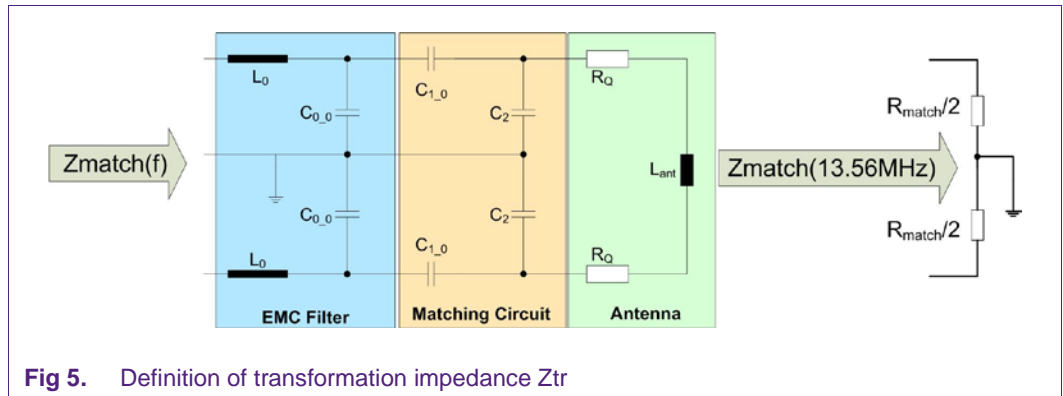 L0
C1_0
RQ
C0_0
C2
Zmatch(f)
Lant
Zmatch(13.56MHz)
Rmatch/2
C0_0
C2
Rmatch/2
C1_0
L0
RQ
EMC Filter
Matching Circuit
Antenna
Fig 5. Definition of transformation impedance Ztr